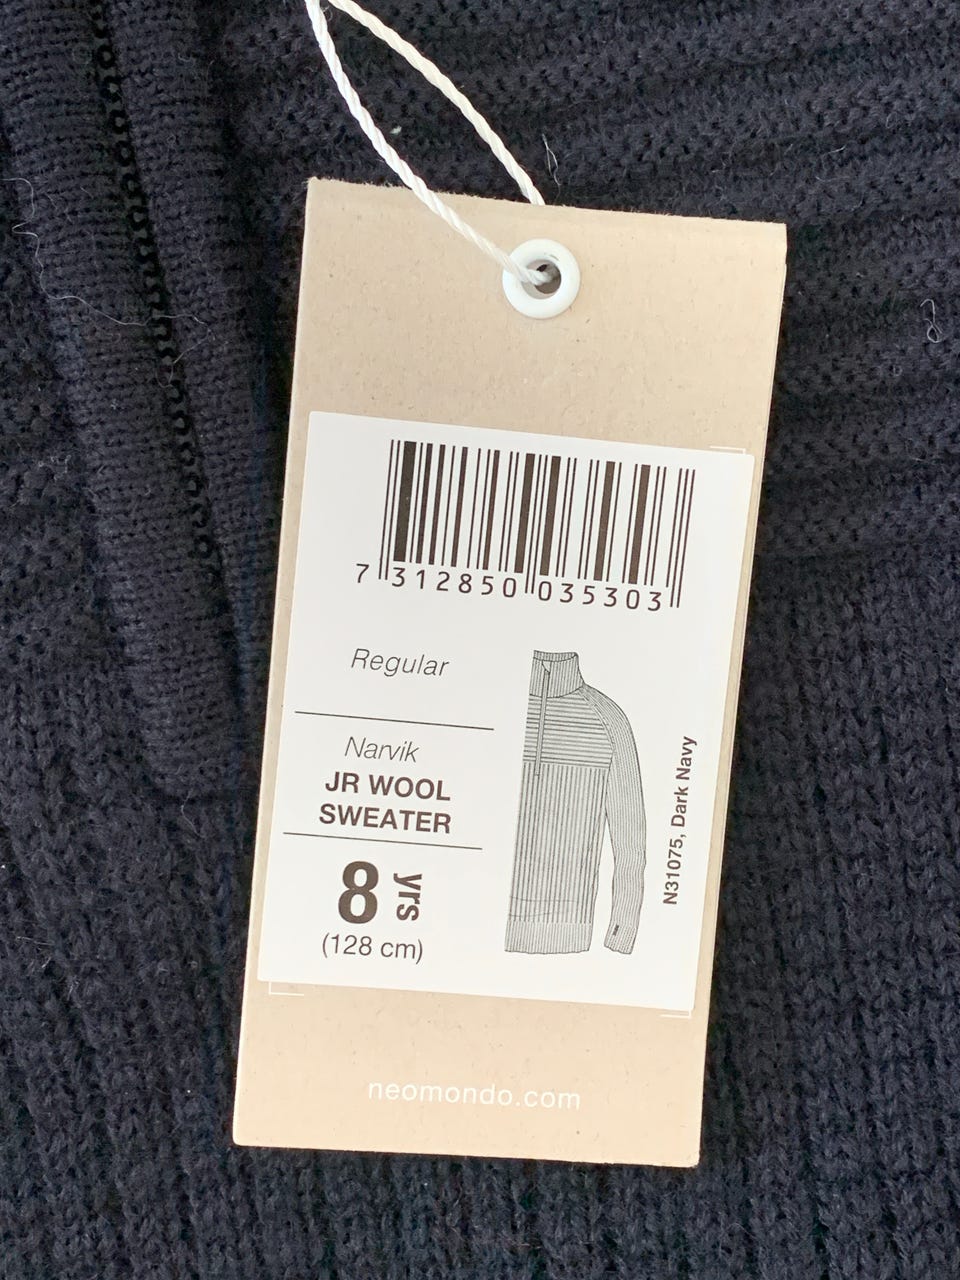 7 312850 035303
Regular
Narvik
JR WOOL
SWEATER
8 yrs
(128 cm)
N31075, Dark Navy
neomondo.com